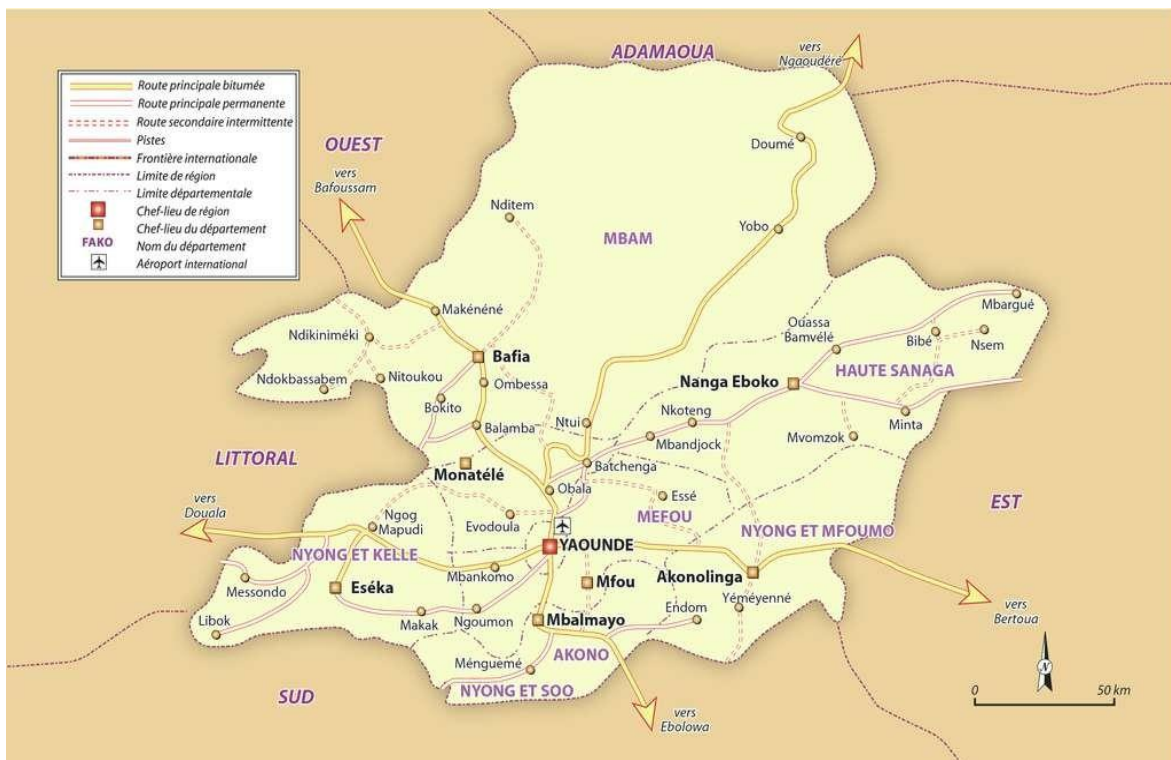 ADAMAOUA
vers
Ngaoudéré
Route principale bitumée
Route principale permanente
Route secondaire intermittente
Pistes
Frontière internationale
Limite de région
Limite départementale
Chef-lieu de région
Chef-lieu du département
FAKO Nom du département
Aéroport international
OUEST
vers
Bafoussam
Doumé
Nditem
MBAM
Yobo
Makénéné
Mbargué
Ndikiniméki
Ouassa
Bamvélé
Bibé
Nsem
Bafia
HAUTE SANAGA
Ndokbassabem
Nitoukou
Ombessa
Nanga Eboko
Bokito
Nkoteng
Minta
Balamba
Ntui
Mbandjock
Mvomzok
LITTORAL
Monatélé
Batchenga
Obala
Essé
EST
vers
Douala
Evodoula
MEFOU
Ngog
Mapudi
NYONG ET MFOUMO
NYONG ET KELLE
YAOUNDE
Mbankomo
Akonolinga
Messondo
Eséka
Mfou
Yéméyenné
vers
Bertoua
Libok
Makak
Ngoumon
Mbalmayo
Endom
AKONO
Ménguemé
NYONG ET SOO
SUD
N
0 50 km
vers
Ebolowa